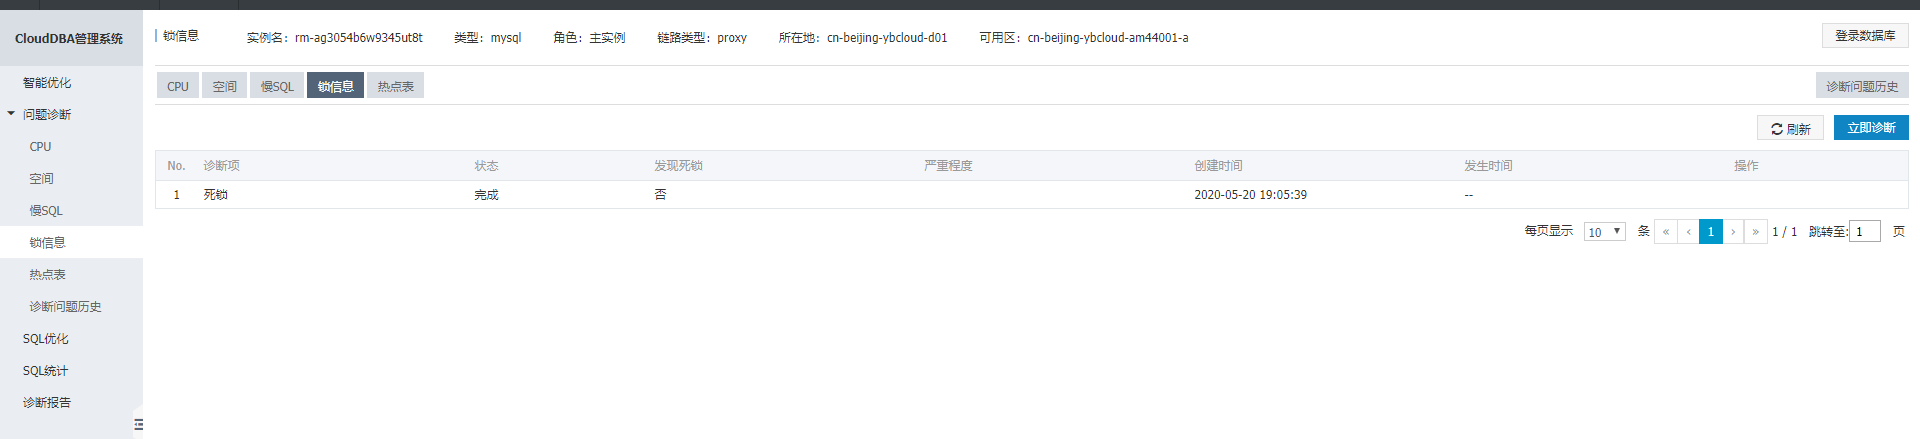 CloudDBA管理系统
智能优化
问题诊断
CPU
空间
慢SQL
锁信息
热点表
诊断问题历史
SQL优化
SQL统计
诊断报告
锁信息 实例名：rm-ag3054b6w9345ut8t 类型：mysql 角色：主实例 链路类型：proxy 所在地：cn-beijing-ybcloud-d01 可用区：cn-beijing-ybcloud-am44001-a 登录数据库
CPU 空间 慢SQL 锁信息 热点表 诊断问题历史
刷新 立即诊断
No. 诊断项 状态 发现死锁 严重程度 创建时间 发生时间 操作
1 死锁 完成 否 2020-05-20 19:05:39 --
每页显示 10 条 « ‹ 1 › » 1 / 1 跳转至: 1 页